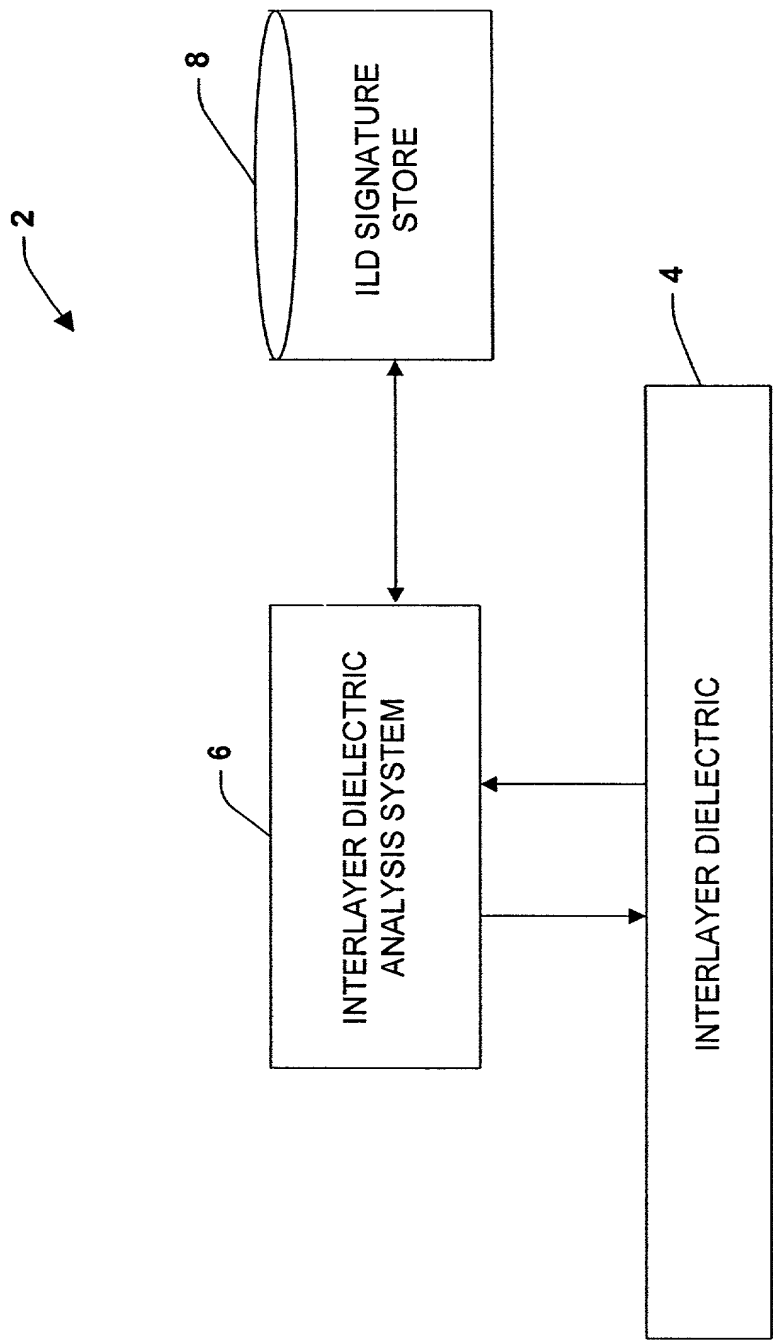 2
8
ILD SIGNATURE
STORE
6
INTERLAYER DIELECTRIC
ANALYSIS SYSTEM
4
INTERLAYER DIELECTRIC